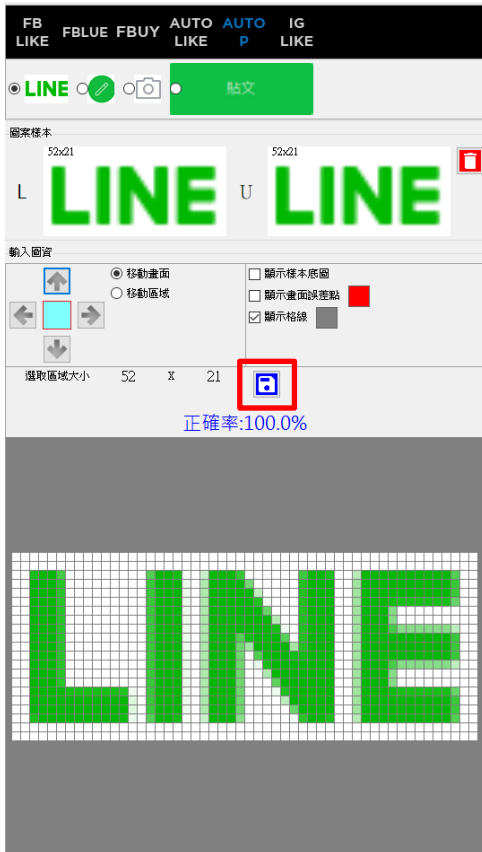 FB LIKE FBLUE FBUY AUTO LIKE AUTO P IG LIKE
LINE 貼文
圖案樣本
52x21 52x21
L LINE U LINE
輸入圖資
移動畫面 顯示樣本底圖
移動區域 顯示畫面誤差點
顯示格線
選取區域大小 52 X 21
正確率:100.0%
LINE